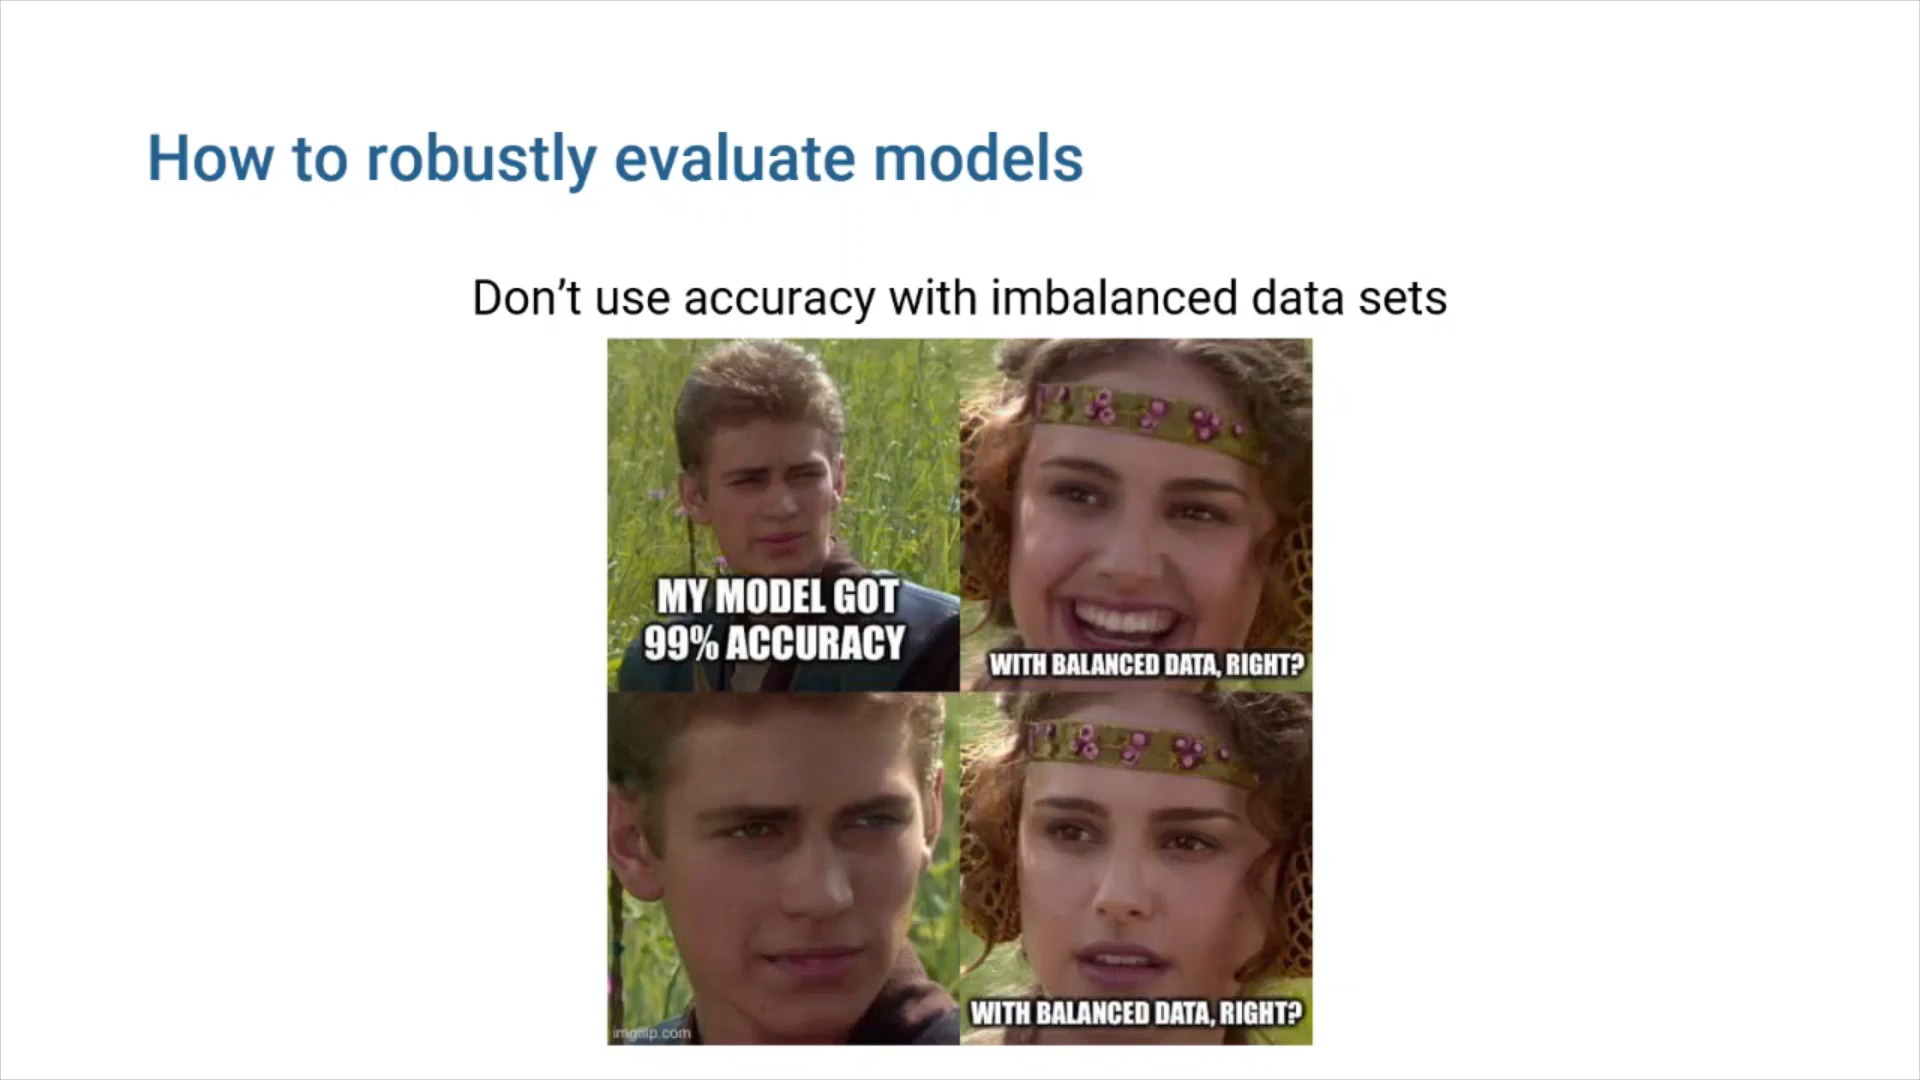 How to robustly evaluate models
Don’t use accuracy with imbalanced data sets
MY MODEL GOT
99% ACCURACY
WITH BALANCED DATA, RIGHT?
WITH BALANCED DATA, RIGHT?
imgflip.com